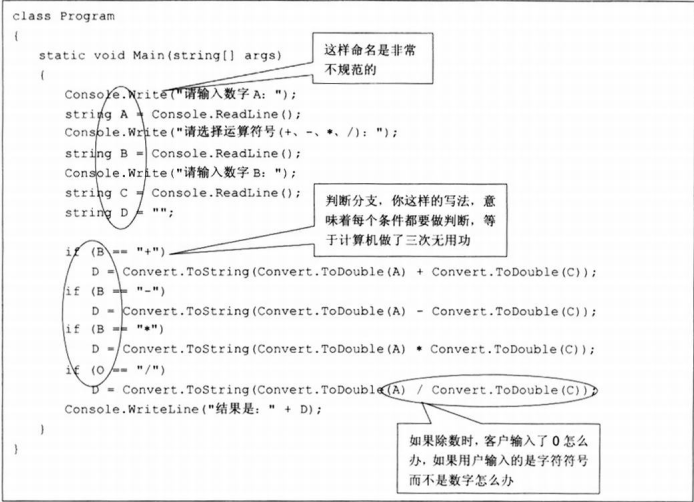 class Program
{
static void Main(string[] args)
{
Console.Write("请输入数字A: ");
string A = Console.ReadLine();
Console.Write("请选择运算符号(+、-、*、/): ");
string B = Console.ReadLine();
Console.Write("请输入数字B: ");
string C = Console.ReadLine();
string D = "";
if (B == "+")
D = Convert.ToString(Convert.ToDouble(A) + Convert.ToDouble(C));
if (B == "-")
D = Convert.ToString(Convert.ToDouble(A) - Convert.ToDouble(C));
if (B == "*")
D = Convert.ToString(Convert.ToDouble(A) * Convert.ToDouble(C));
if (O == "/")
D = Convert.ToString(Convert.ToDouble(A) / Convert.ToDouble(C));
Console.WriteLine("结果是: " + D);
}
}
这样命名是非常
不规范的
判断分支，你这样的写法，意
味着每个条件都要做判断，等
于计算机做了三次无用功
如果除数时，客户输入了0怎么
办，如果用户输入的是字符符号
而不是数字怎么办